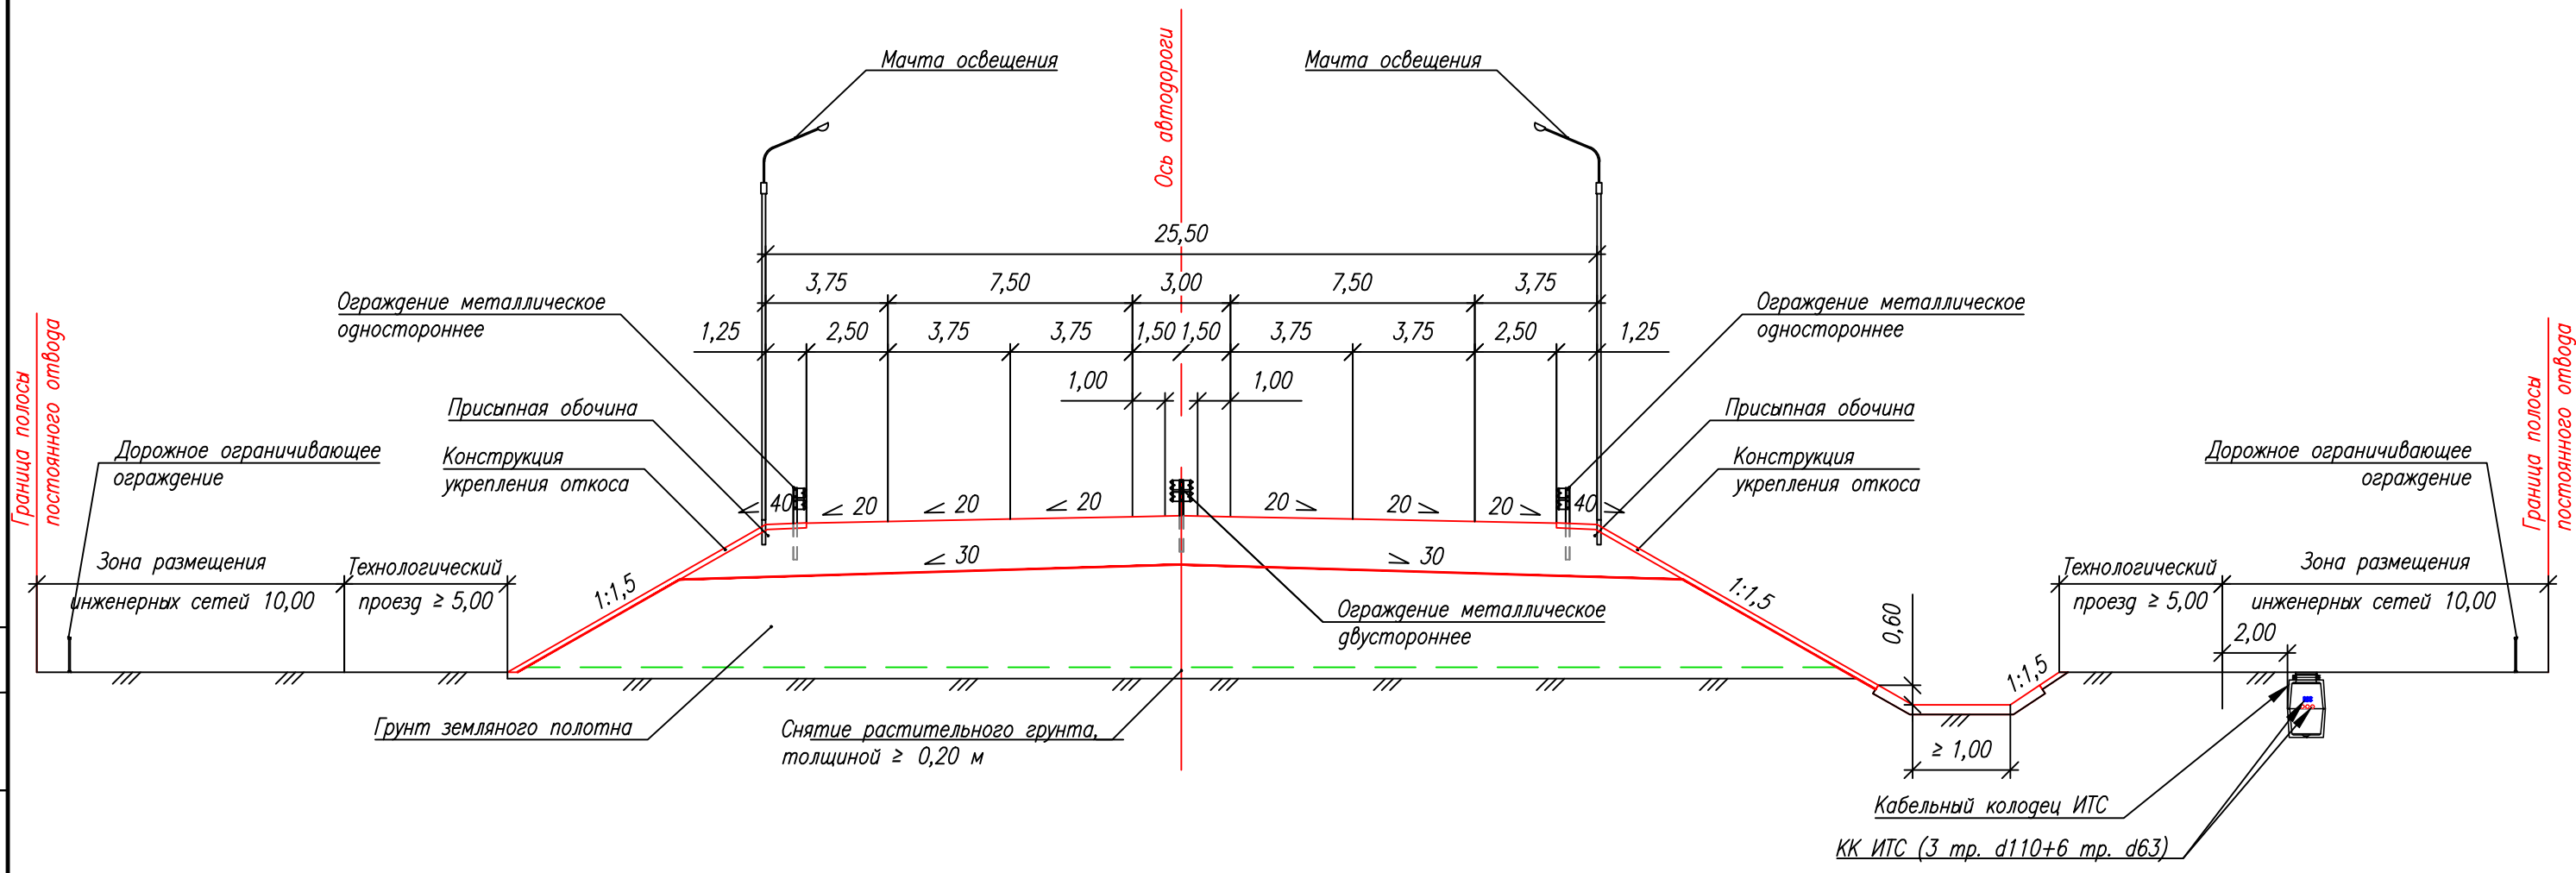 Мачта освещения
Мачта освещения
Ось автодороги
25,50
3,75 7,50 3,00 7,50 3,75
1,25 2,50 3,75 3,75 1,50 1,50 3,75 3,75 2,50 1,25
1,00 1,00
Ограждение металлическое
одностороннее
Ограждение металлическое
одностороннее
Присыпная обочина
Присыпная обочина
Конструкция
укрепления откоса
Конструкция
укрепления откоса
Граница полосы
постоянного отвода
Граница полосы
постоянного отвода
Дорожное ограничивающее
ограждение
Дорожное ограничивающее
ограждение
40 20 20 20 20 20 20 40
30 30
Зона размещения
инженерных сетей 10,00
Технологический
проезд ≥ 5,00
1:1,5
1:1,5
Технологический
проезд ≥ 5,00
Зона размещения
инженерных сетей 10,00
Ограждение металлическое
двустороннее
0,60
2,00
1:1,5
Грунт земляного полотна
Снятие растительного грунта,
толщиной ≥ 0,20 м
≥ 1,00
Кабельный колодец ИТС
КК ИТС (3 тр. d110+6 тр. d63)